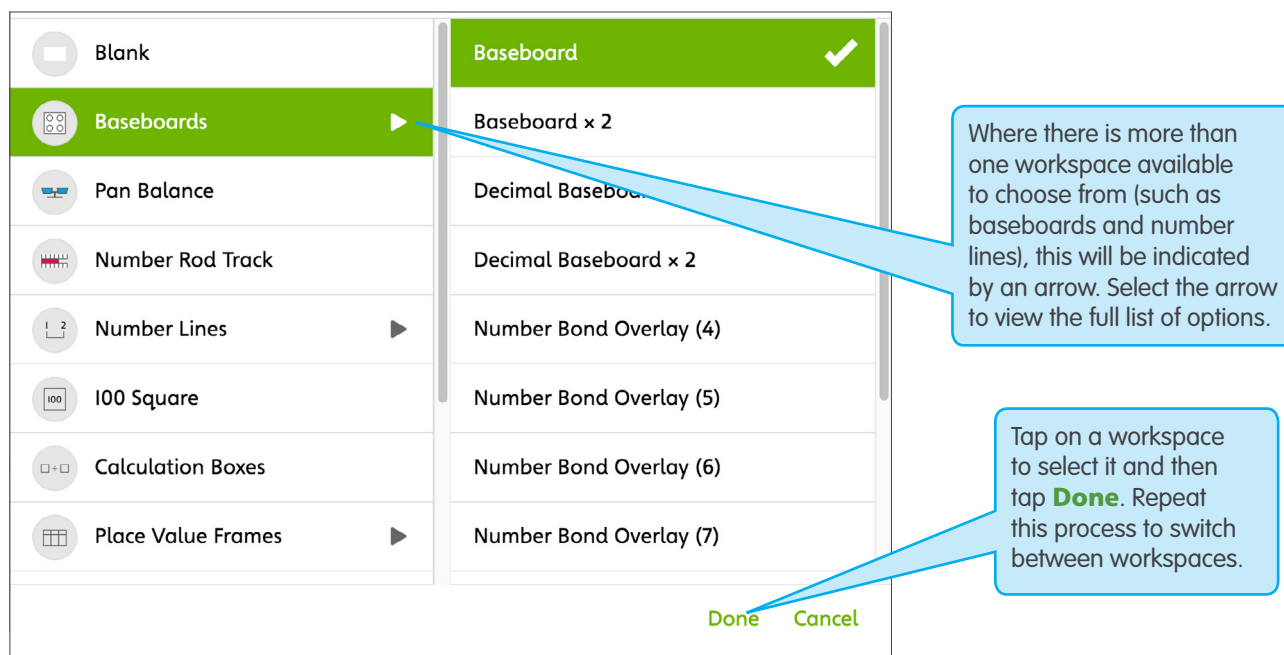 Blank
Baseboards
Pan Balance
Number Rod Track
1 2
Number Lines
100
100 Square
Calculation Boxes
Place Value Frames
Baseboard
Baseboard × 2
Decimal
Decimal Baseboard × 2
Number Bond Overlay (4)
Number Bond Overlay (5)
Number Bond Overlay (6)
Number Bond Overlay (7)
Done Cancel
Where there is more than
one workspace available
to choose from (such as
baseboards and number
lines), this will be indicated
by an arrow. Select the arrow
to view the full list of options.
Tap on a workspace
to select it and then
tap Done. Repeat
this process to switch
between workspaces.